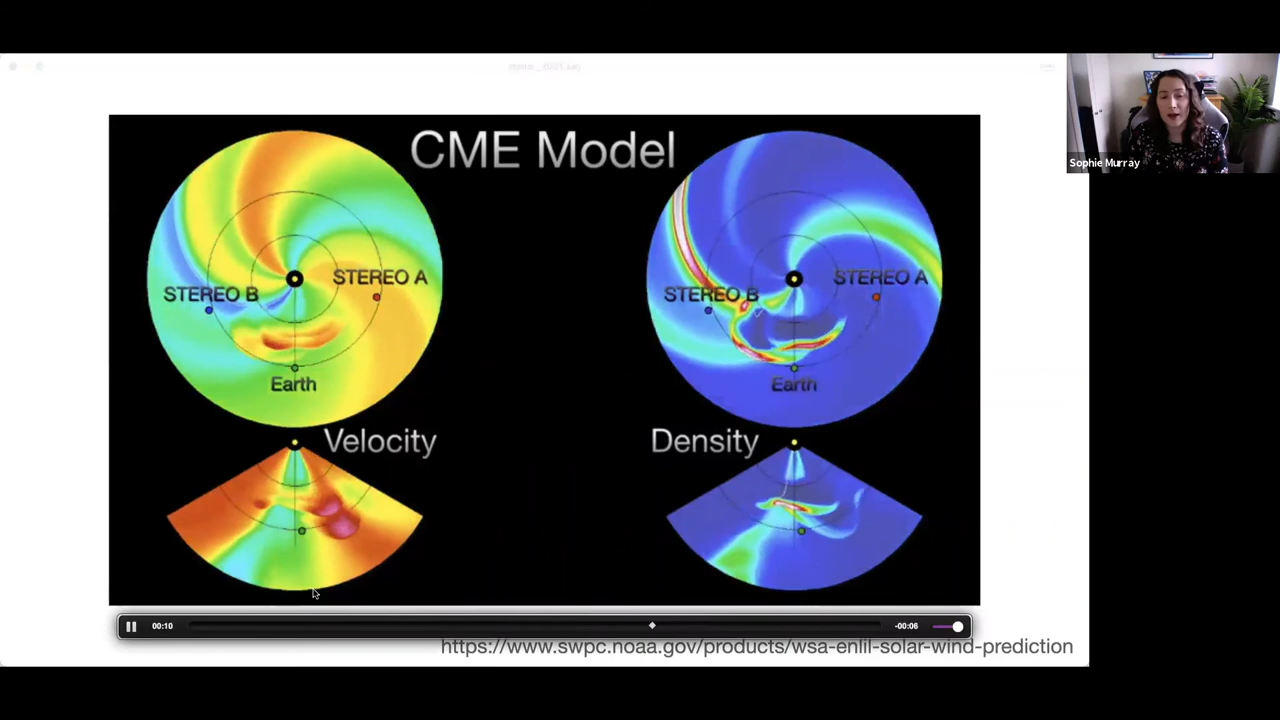 CME Model
STEREO A
STEREO B
Earth
STEREO A
STEREO B
Earth
Velocity
Density
00:10
-00:06
https://www.swpc.noaa.gov/products/wsa-enlil-solar-wind-prediction
Sophie Murray